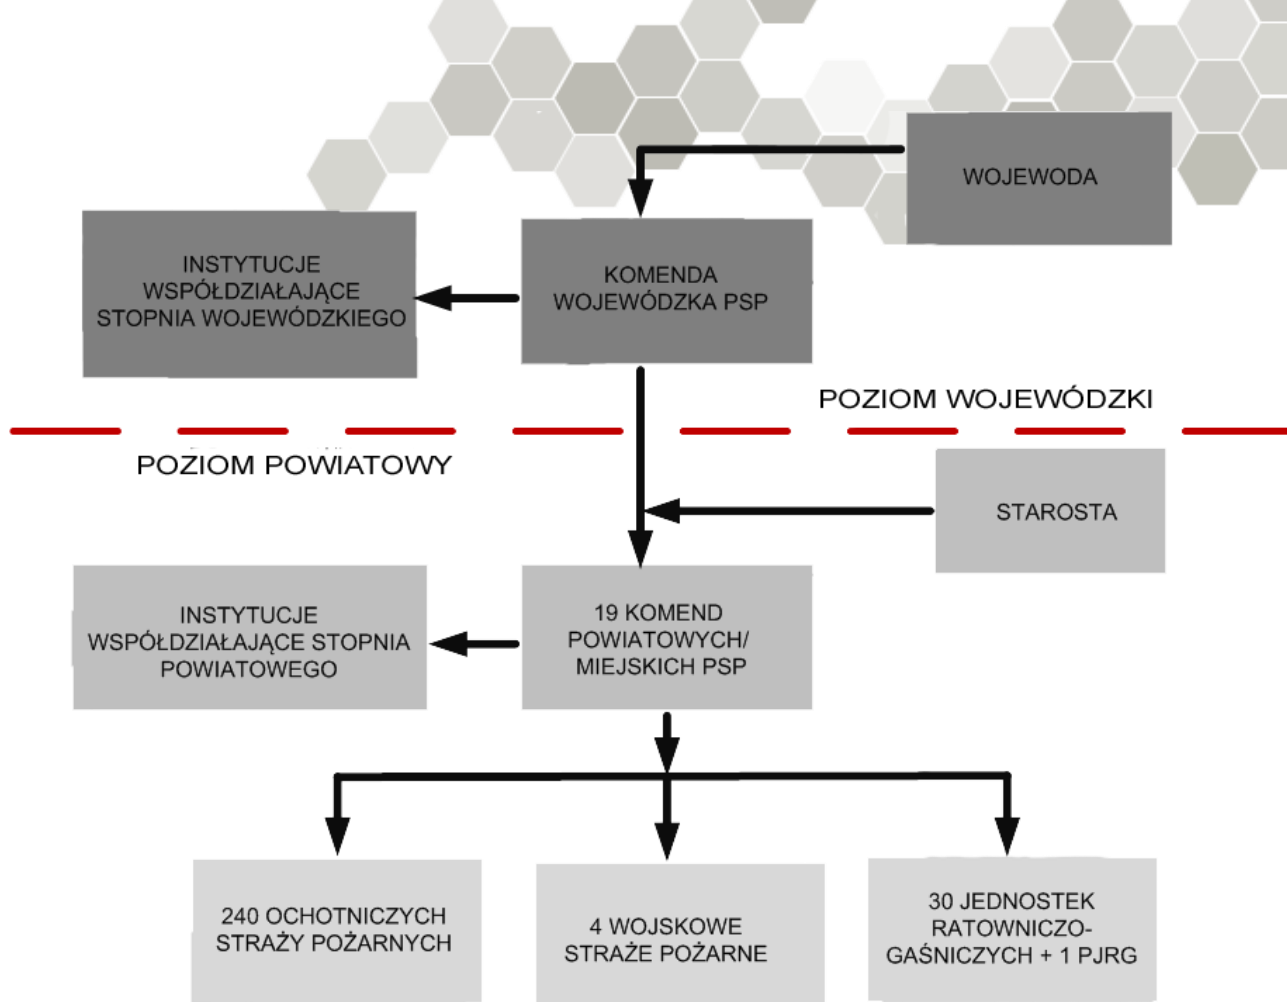 WOJEWODA
INSTYTUCJE
WSPÓŁDZIAŁAJĄCE
STOPNIA WOJEWÓDZKIEGO
KOMENDA
WOJEWÓDZKA PSP
POZIOM WOJEWÓDZKI
POZIOM POWIATOWY
STAROSTA
INSTYTUCJE
WSPÓŁDZIAŁAJĄCE STOPNIA
POWIATOWEGO
19 KOMEND
POWIATOWYCH/
MIEJSKICH PSP
240 OCHOTNICZYCH
STRAŻY POŻARNYCH
4 WOJSKOWE
STRAŻE POŻARNE
30 JEDNOSTEK
RATOWNICZO-
GAŚNICZYCH + 1 PJRG